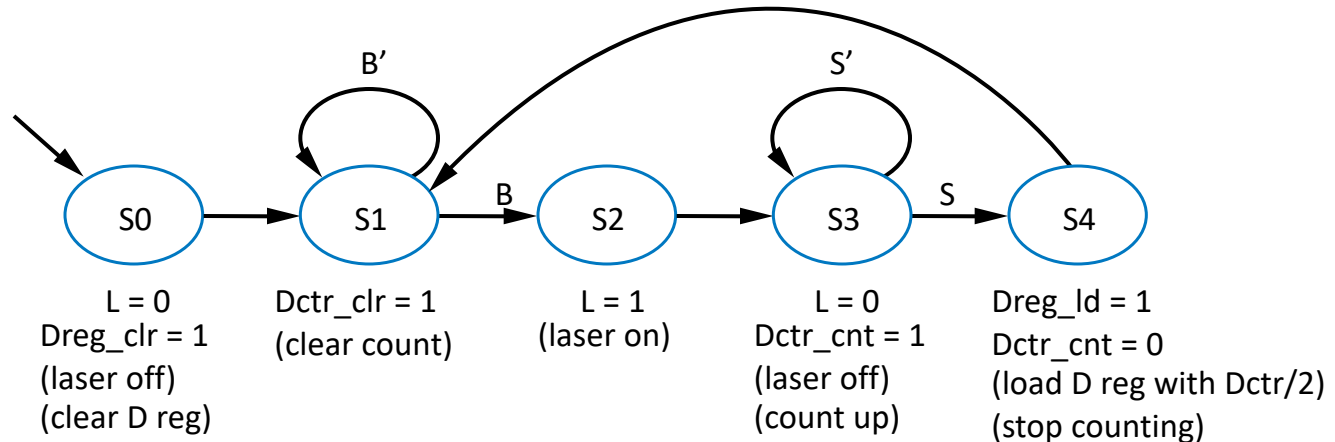 B’
S’
S0
S1
B
S2
S3
S
S4
L = 0
Dreg_clr = 1
(laser off)
(clear D reg)
Dctr_clr = 1
(clear count)
L = 1
(laser on)
L = 0
Dctr_cnt = 1
(laser off)
(count up)
Dreg_ld = 1
Dctr_cnt = 0
(load D reg with Dctr/2)
(stop counting)